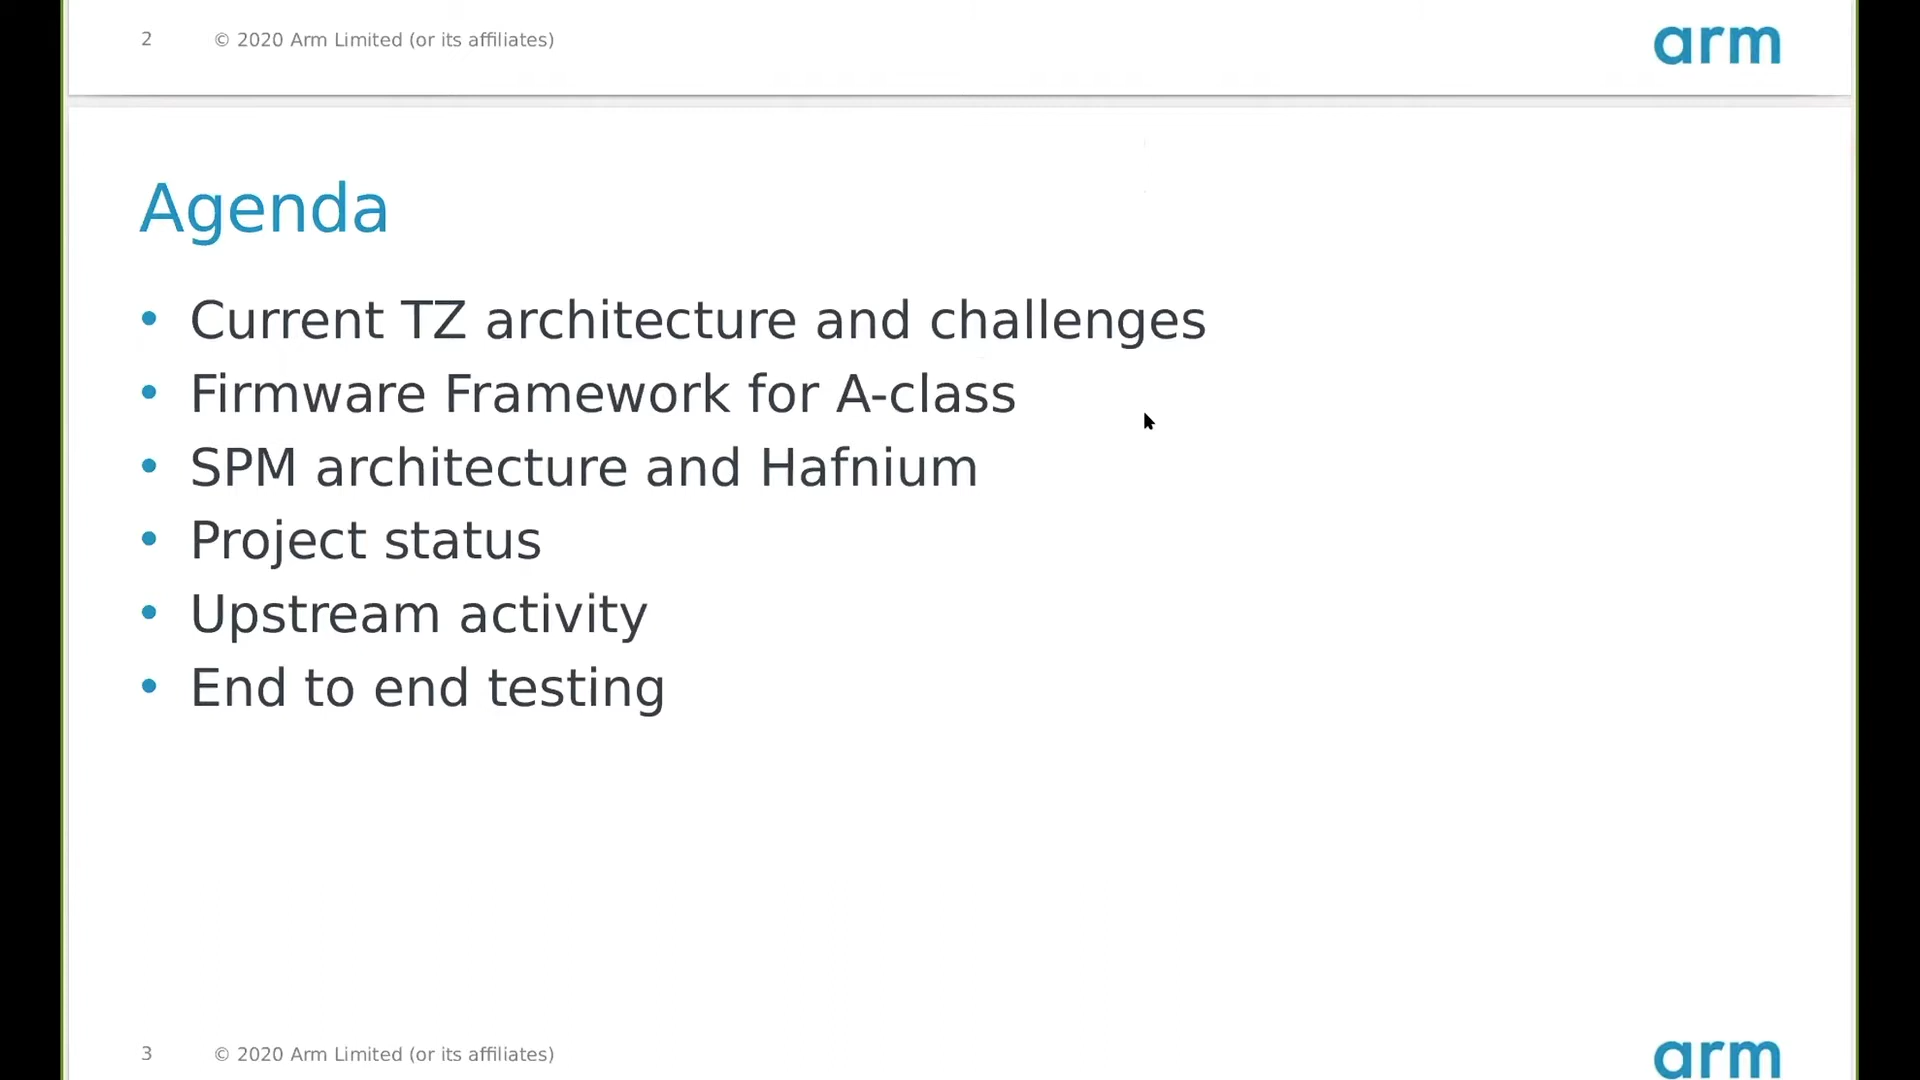 2 © 2020 Arm Limited (or its affiliates) arm
Agenda
• Current TZ architecture and challenges
• Firmware Framework for A-class
• SPM architecture and Hafnium
• Project status
• Upstream activity
• End to end testing
3 © 2020 Arm Limited (or its affiliates) arm